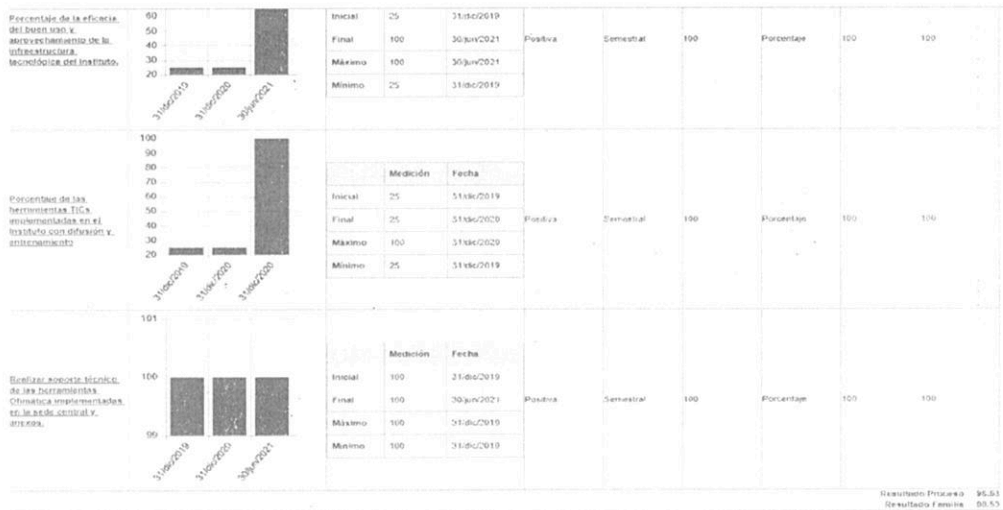 Porcentaje de la eficacia
del buen uso y
aprovechamiento de la
infraestructura
tecnológica del Instituto.
60
50
40
30
20
31/dic/2019
31/dic/2020
30/jun/2021
Inicial 25 31/dic/2019
Final 100 30/jun/2021
Máximo 100 30/jun/2021
Mínimo 25 31/dic/2019
Positiva Semestral 100 Porcentaje 100 100
Porcentaje de las
herramientas TICs
implementadas en el
Instituto con difusión y
entrenamiento
100
90
80
70
60
50
40
30
20
31/dic/2019
31/dic/2020
31/dic/2020
Medición Fecha
Inicial 25 31/dic/2019
Final 25 31/dic/2020
Máximo 100 31/dic/2020
Mínimo 25 31/dic/2019
Positiva Semestral 100 Porcentaje 100 100
Realizar soporte técnico
de las herramientas
Ofimática implementadas
en la sede central y
anexos.
101
100
99
31/dic/2019
31/dic/2020
30/jun/2021
Medición Fecha
Inicial 100 31/dic/2019
Final 100 30/jun/2021
Máximo 100 31/dic/2019
Mínimo 100 31/dic/2019
Positiva Semestral 100 Porcentaje 100 100
Resultado Proceso
Resultado Familia